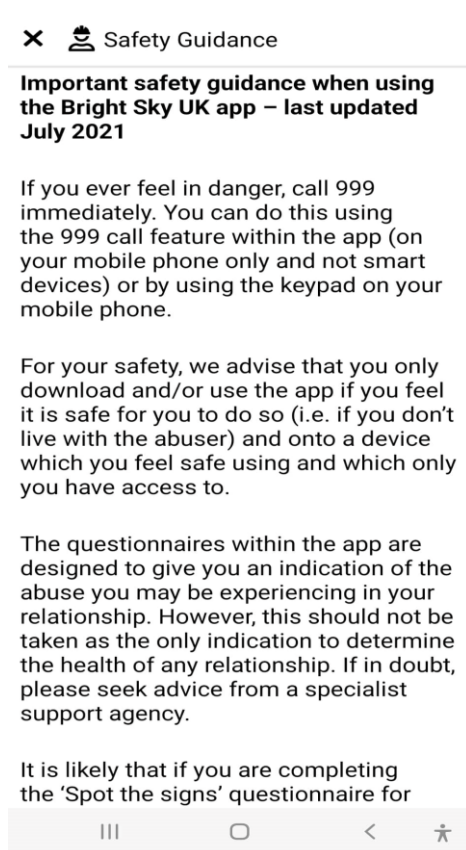 Safety Guidance
Important safety guidance when using
the Bright Sky UK app – last updated
July 2021
If you ever feel in danger, call 999
immediately. You can do this using
the 999 call feature within the app (on
your mobile phone only and not smart
devices) or by using the keypad on your
mobile phone.
For your safety, we advise that you only
download and/or use the app if you feel
it is safe for you to do so (i.e. if you don’t
live with the abuser) and onto a device
which you feel safe using and which only
you have access to.
The questionnaires within the app are
designed to give you an indication of the
abuse you may be experiencing in your
relationship. However, this should not be
taken as the only indication to determine
the health of any relationship. If in doubt,
please seek advice from a specialist
support agency.
It is likely that if you are completing
the ‘Spot the signs’ questionnaire for